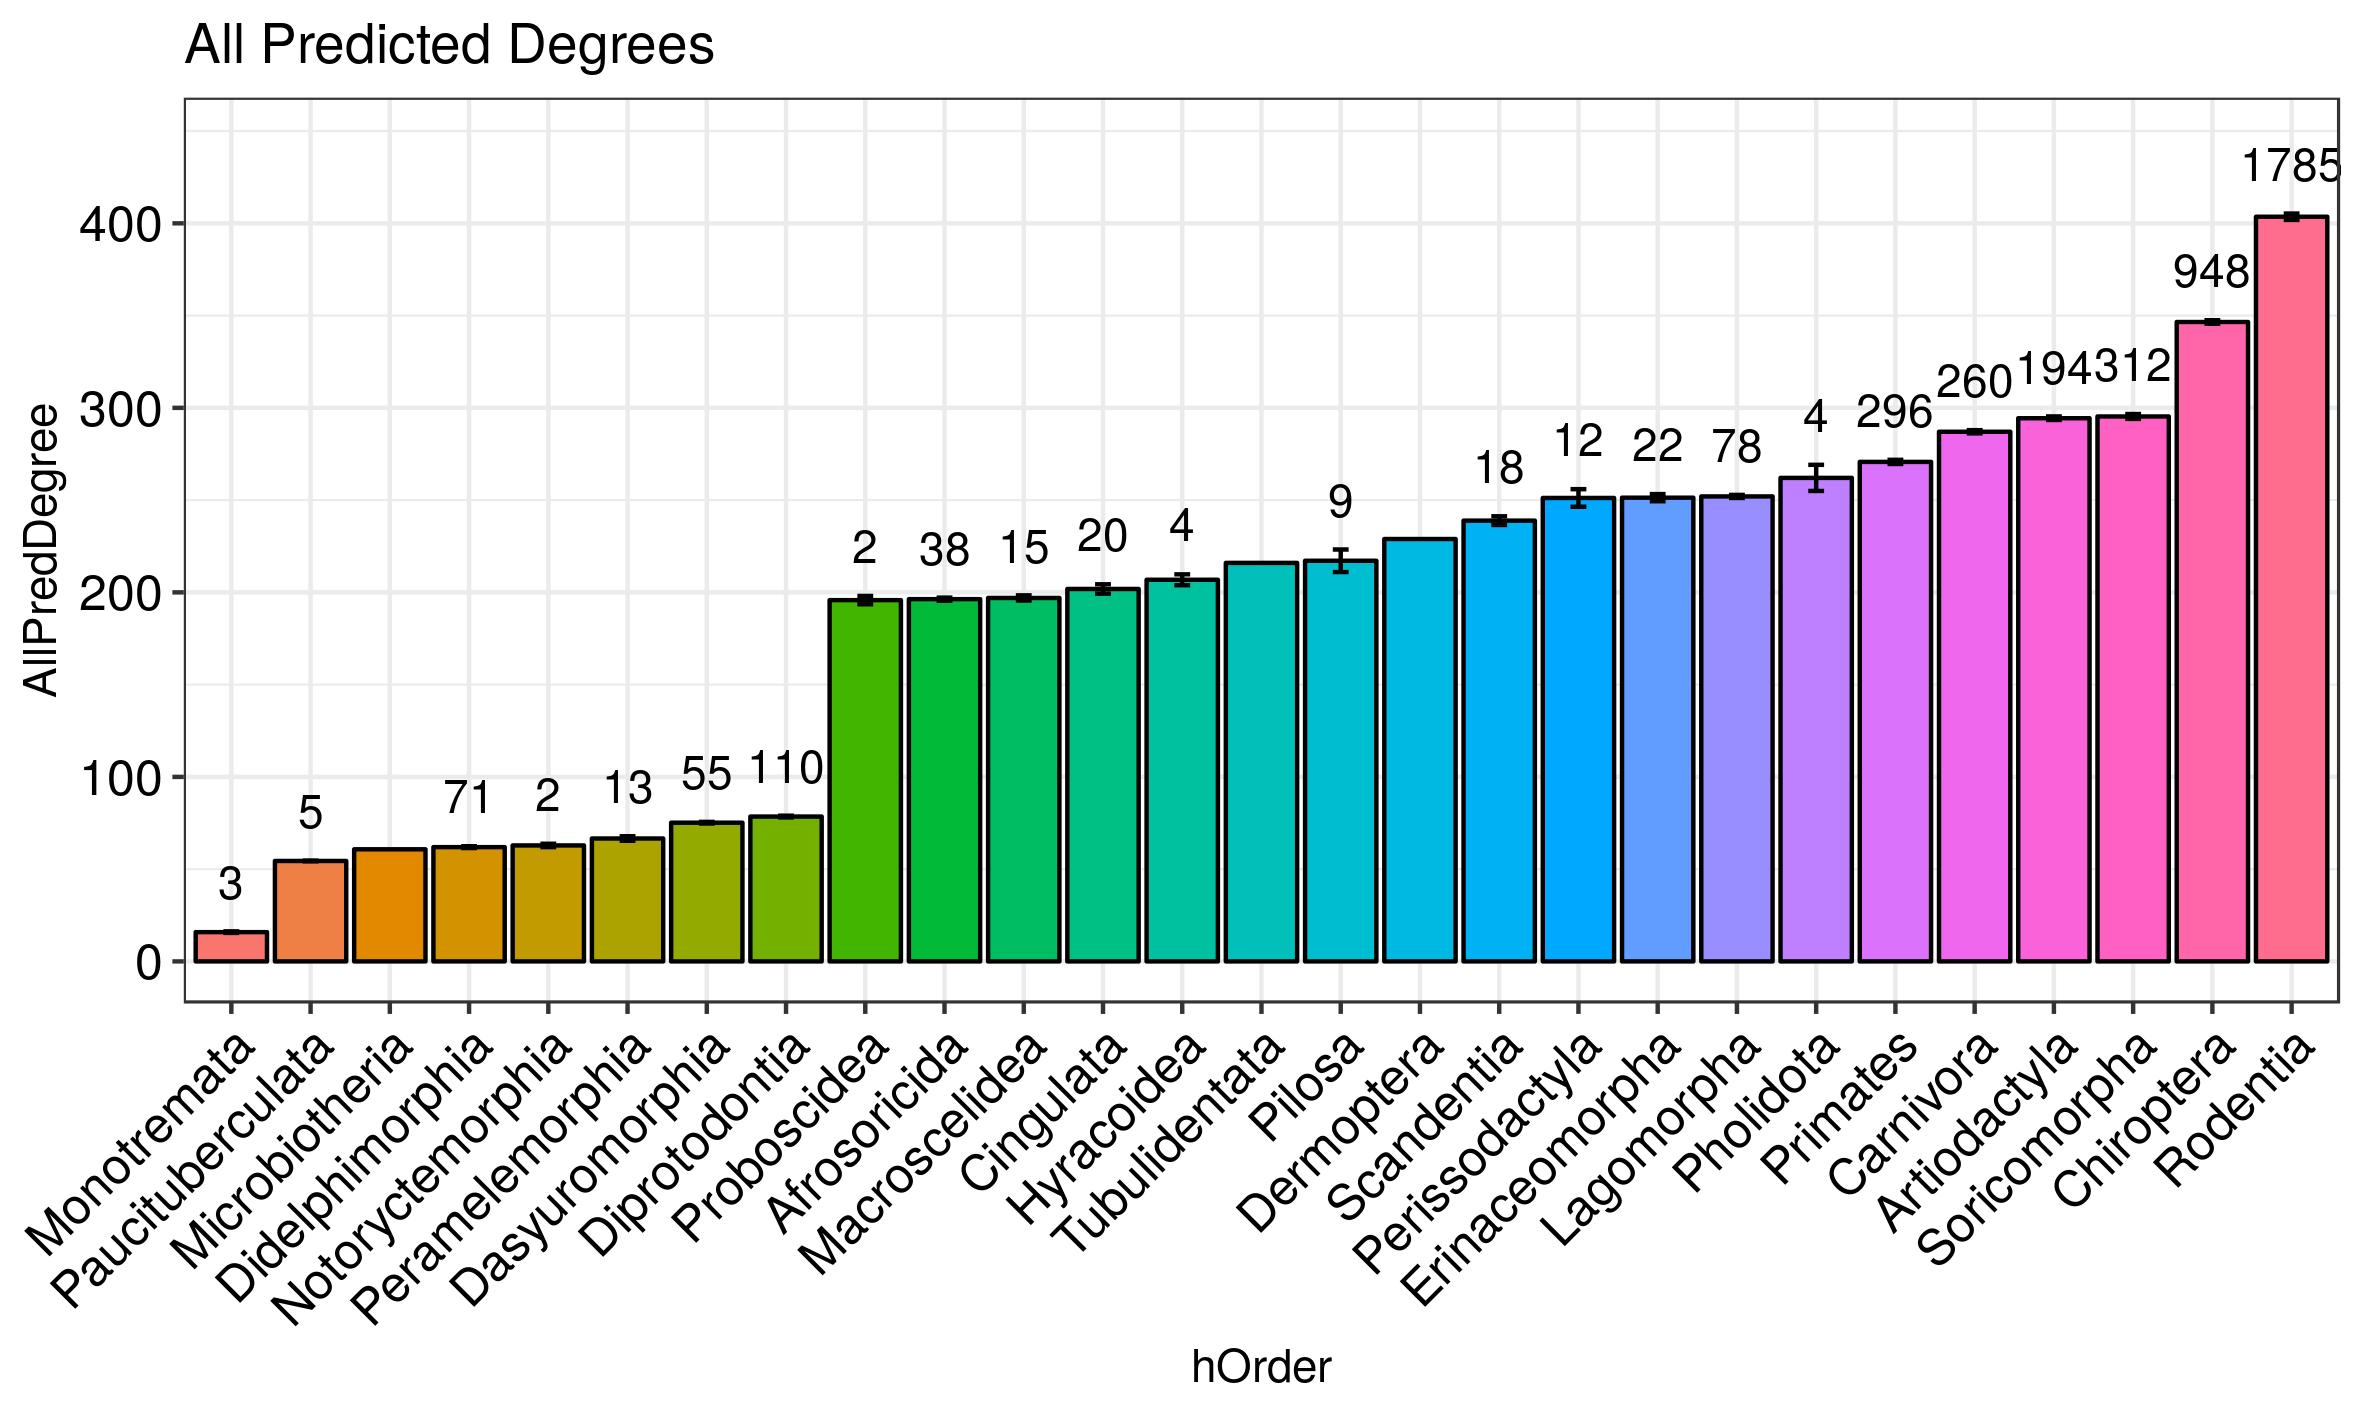 All Predicted Degrees
AllPredDegree
400
300
200
100
0
3
5
71
2
13
55
110
2
38
15
20
4
9
18
12
22
78
4
296
260
194
312
948
1785
Monotremata
Paucituberculata
Microbiotheria
Didelphimorphia
Notoryctemorphia
Peramelemorphia
Dasyuromorphia
Diprotodontia
Proboscidea
Afrosoricida
Macroscelidea
Cingulata
Hyracoidea
Tubulidentata
Pilosa
Dermoptera
Scandentia
Perissodactyla
Erinaceomorpha
Lagomorpha
Pholidota
Primates
Carnivora
Artiodactyla
Soricomorpha
Chiroptera
Rodentia
hOrder